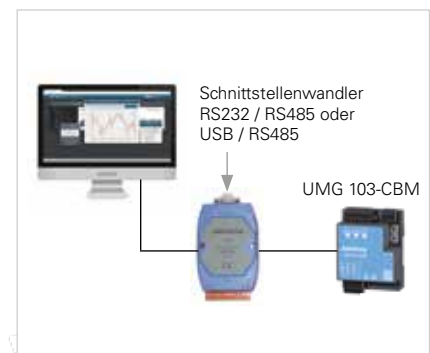 Schnittstellenwandler
RS232 / RS485 oder
USB / RS485
UMG 103-CBM